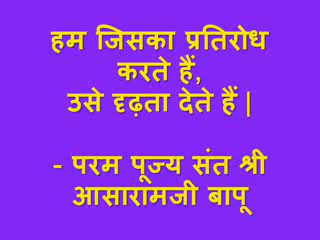 हम जिसका प्रतिरोध
करते हैं,
उसे दृढ़ता देते हैं |
- परम पूज्य संत श्री
आसारामजी बापू